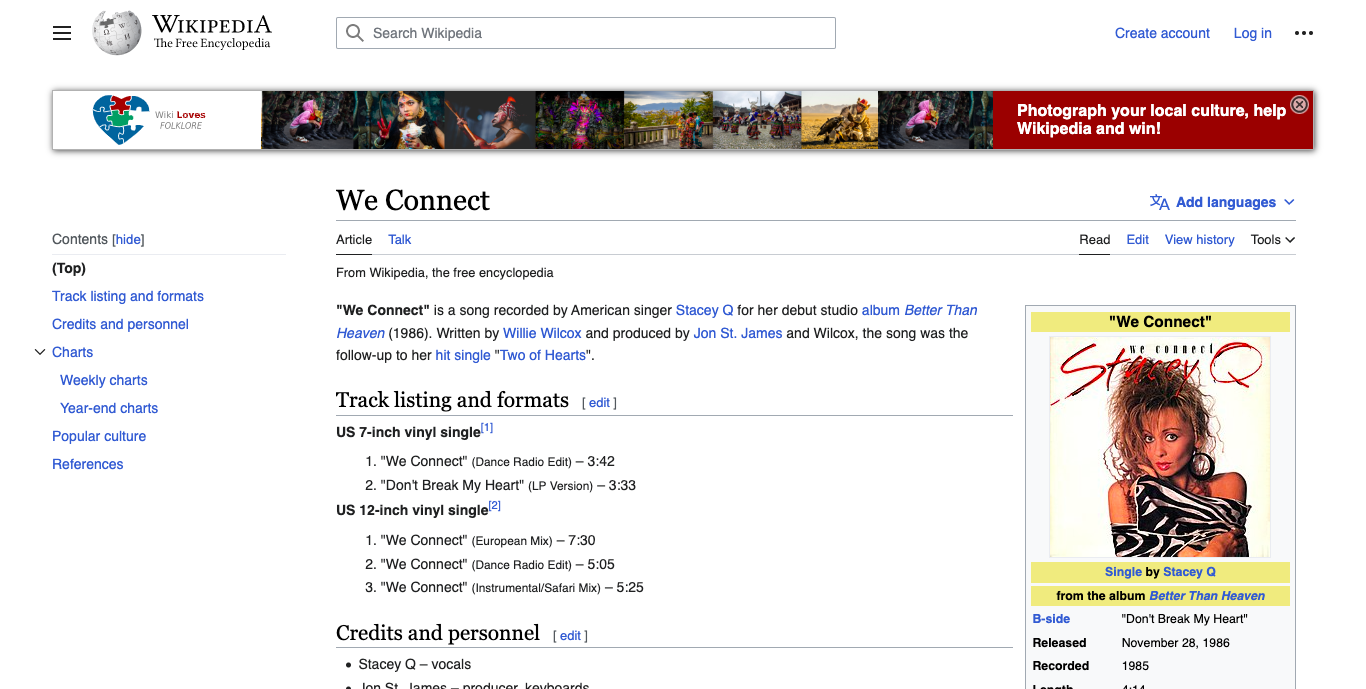 WIKIPEDIA
The Free Encyclopedia
Search Wikipedia
Create account
Log in
Wiki Loves
FOLKLORE
Photograph your local culture, help
Wikipedia and win!
We Connect
Add languages
Contents [hide]
(Top)
Track listing and formats
Credits and personnel
Charts
Weekly charts
Year-end charts
Popular culture
References
Article Talk
Read Edit View history Tools
From Wikipedia, the free encyclopedia
"We Connect" is a song recorded by American singer Stacey Q for her debut studio album Better Than
Heaven (1986). Written by Willie Wilcox and produced by Jon St. James and Wilcox, the song was the
follow-up to her hit single "Two of Hearts".
Track listing and formats [ edit ]
US 7-inch vinyl single[1]
1. "We Connect" (Dance Radio Edit) – 3:42
2. "Don't Break My Heart" (LP Version) – 3:33
US 12-inch vinyl single[2]
1. "We Connect" (European Mix) – 7:30
2. "We Connect" (Dance Radio Edit) – 5:05
3. "We Connect" (Instrumental/Safari Mix) – 5:25
Credits and personnel [ edit ]
• Stacey Q – vocals
• Jon St. James – producer, keyboards
"We Connect"
we connect
Stacey Q
Single by Stacey Q
from the album Better Than Heaven
B-side "Don't Break My Heart"
Released November 28, 1986
Recorded 1985
Length 4:14